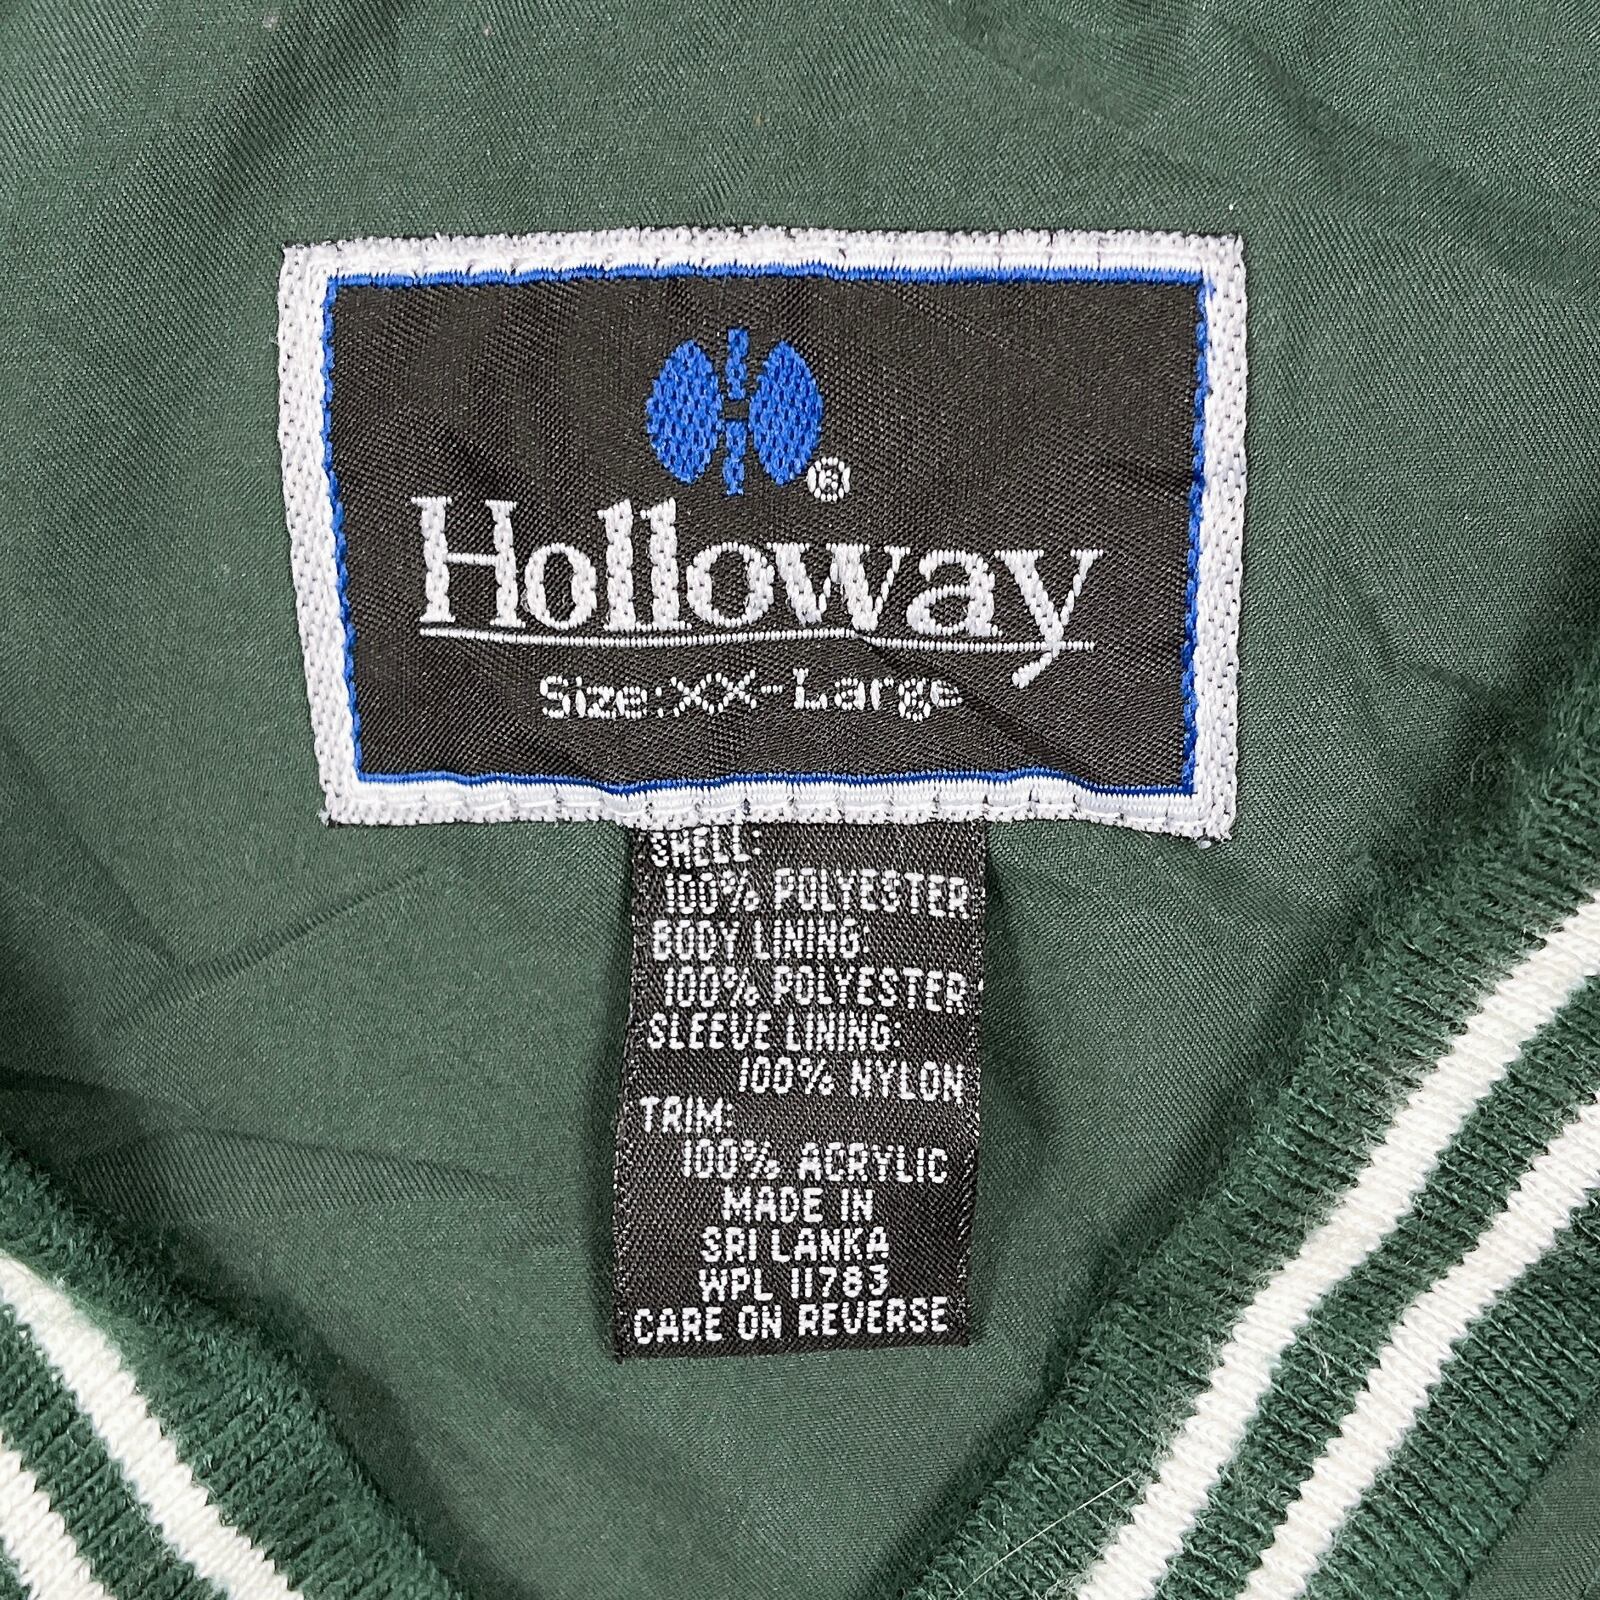 ®
Holloway
Size: XX-Large
SHELL:
100% POLYESTER
BODY LINING:
100% POLYESTER
SLEEVE LINING:
100% NYLON
TRIM:
100% ACRYLIC
MADE IN
SRI LANKA
WPL 11783
CARE ON REVERSE